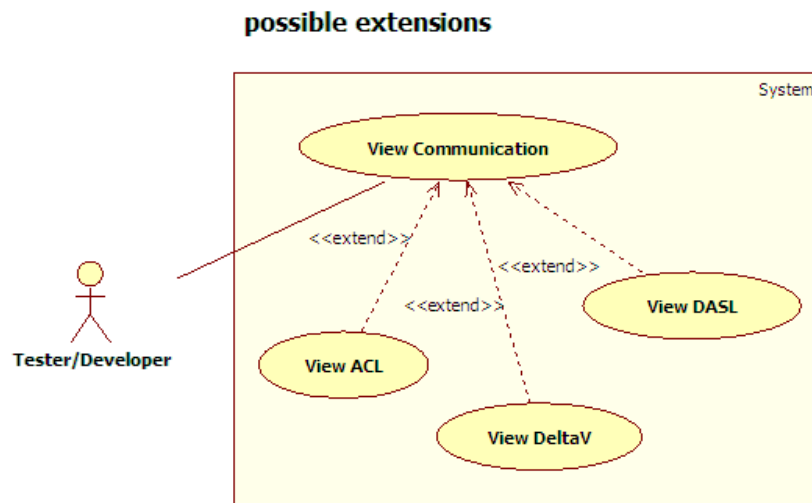 possible extensions
System
View Communication
<<extend>>
<<extend>>
<<extend>>
View DASL
Tester/Developer
View ACL
View DeltaV